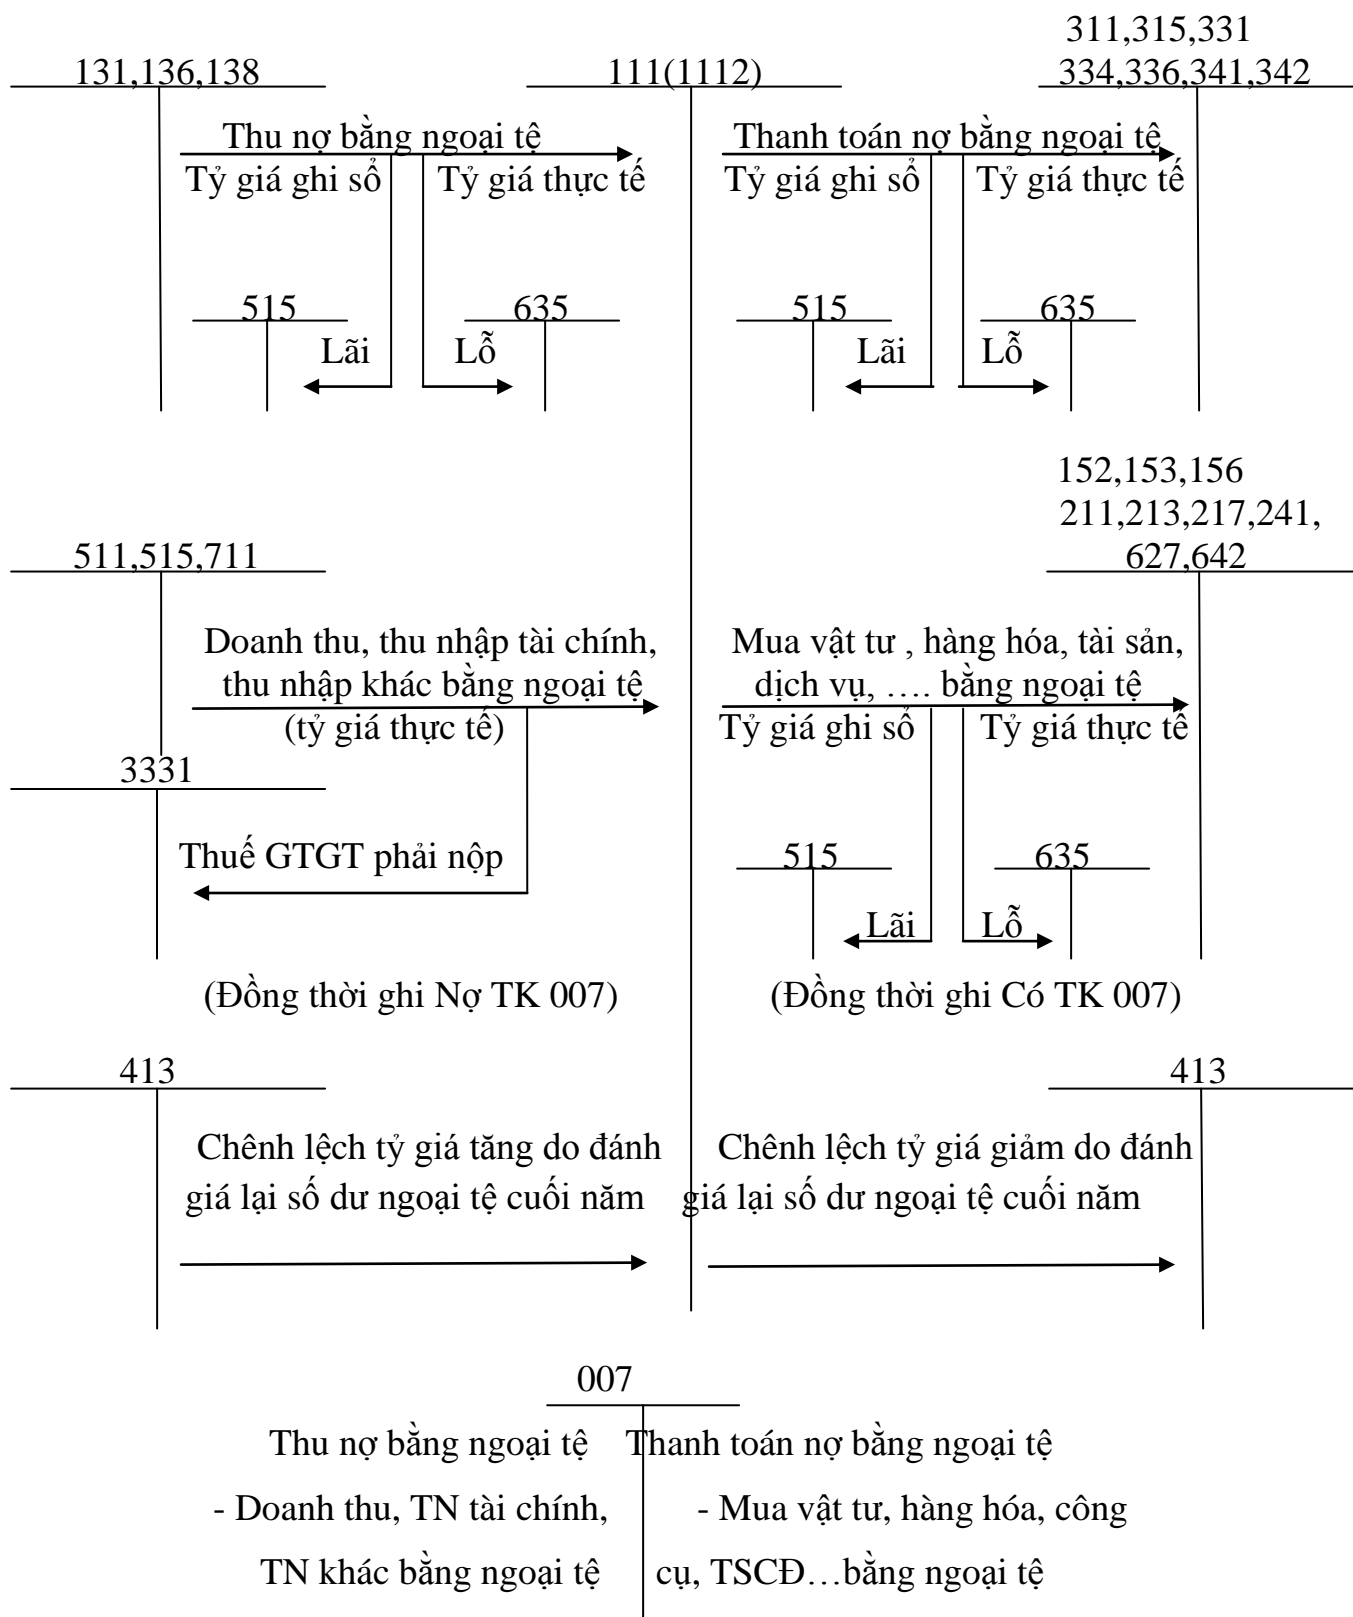 311,315,331
131,136,138
111(1112)
334,336,341,342
Thu nợ bằng ngoại tệ
Thanh toán nợ bằng ngoại tệ
Tỷ giá ghi sổ
Tỷ giá thực tế
Tỷ giá ghi sổ
Tỷ giá thực tế
515
635
515
635
Lãi
Lỗ
Lãi
Lỗ
152,153,156
211,213,217,241,
511,515,711
627,642
Doanh thu, thu nhập tài chính,
thu nhập khác bằng ngoại tệ
(tỷ giá thực tế)
Mua vật tư , hàng hóa, tài sản,
dịch vụ, …. bằng ngoại tệ
Tỷ giá ghi sổ
Tỷ giá thực tế
3331
Thuế GTGT phải nộp
515
635
Lãi
Lỗ
(Đồng thời ghi Nợ TK 007)
(Đồng thời ghi Có TK 007)
413
413
Chênh lệch tỷ giá tăng do đánh
giá lại số dư ngoại tệ cuối năm
Chênh lệch tỷ giá giảm do đánh
giá lại số dư ngoại tệ cuối năm
007
Thu nợ bằng ngoại tệ
- Doanh thu, TN tài chính,
TN khác bằng ngoại tệ
Thanh toán nợ bằng ngoại tệ
- Mua vật tư, hàng hóa, công
cụ, TSCĐ…bằng ngoại tệ